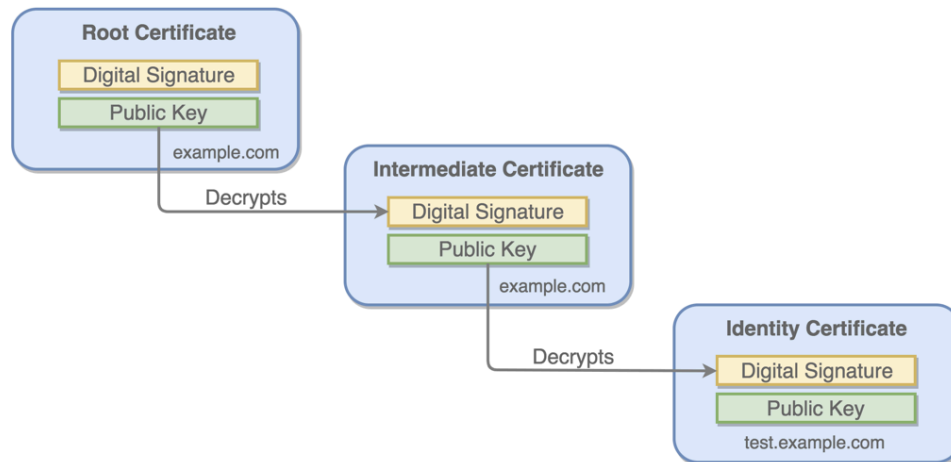 Root Certificate
Digital Signature
Public Key
example.com
Decrypts
Intermediate Certificate
Digital Signature
Public Key
example.com
Decrypts
Identity Certificate
Digital Signature
Public Key
test.example.com